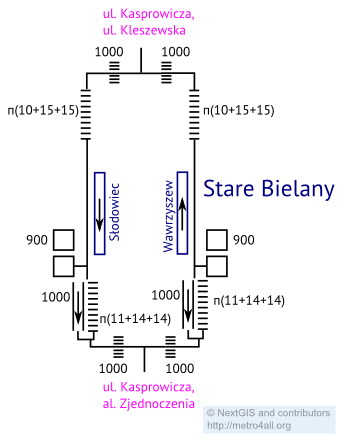 ul. Kasprowicza,
ul. Kleszewska
1000
1000
п(10+15+15)
п(10+15+15)
Słodowiec
Wawrzyszew
Stare Bielany
900
900
1000
1000
п(11+14+14)
п(11+14+14)
1000
1000
ul. Kasprowicza,
al. Zjednoczenia
© NextGIS and contributors
http://metro4all.org